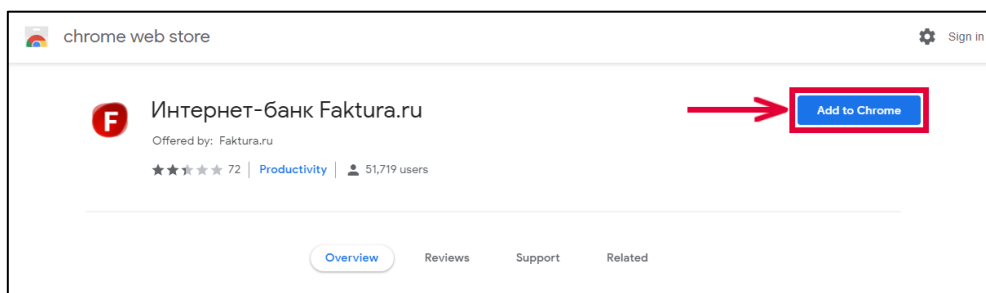 chrome web store
Sign in
F
Интернет-банк Faktura.ru
Add to Chrome
Offered by: Faktura.ru
72 Productivity 51,719 users
Overview Reviews Support Related